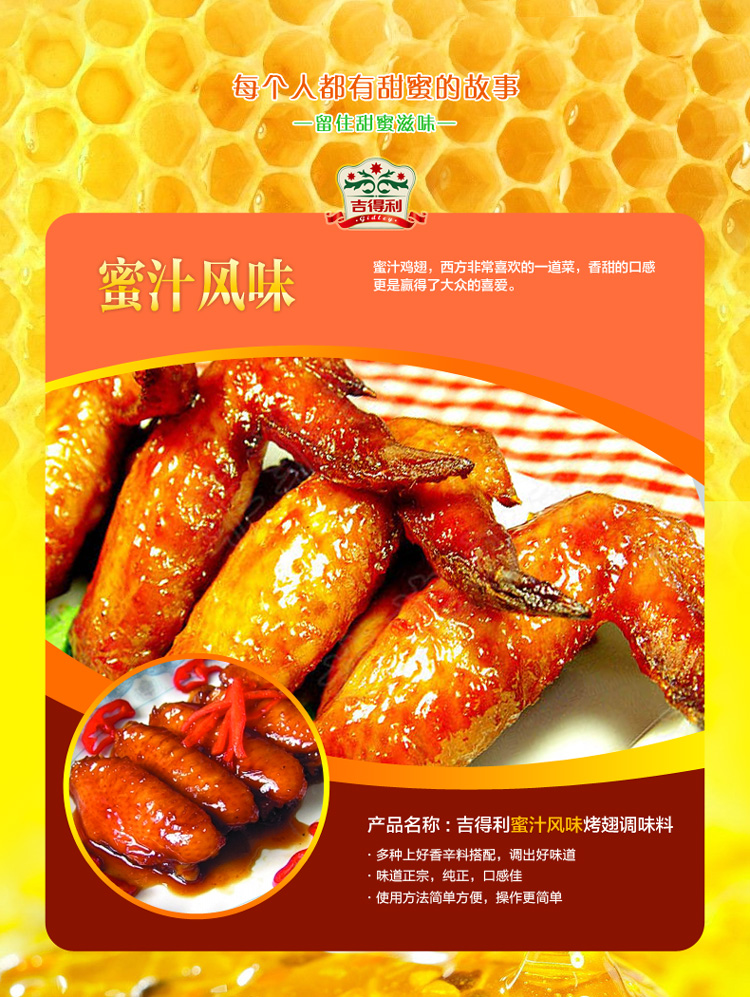 每个人都有甜蜜的故事
—留住甜蜜滋味—
吉得利
Gidley
蜜汁风味
蜜汁鸡翅，西方非常喜欢的一道菜，香甜的口感
更是赢得了大众的喜爱。
产品名称：吉得利蜜汁风味烤翅调味料
· 多种上好香辛料搭配，调出好味道
· 味道正宗，纯正，口感佳
· 使用方法简单方便，操作更简单